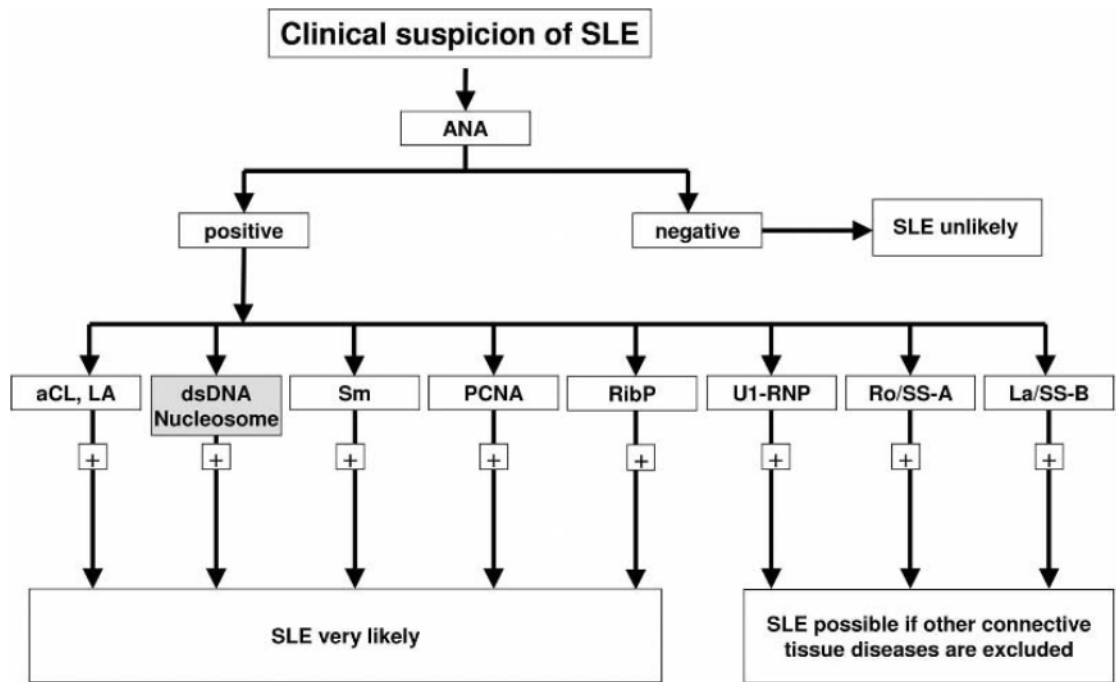 Clinical suspicion of SLE
ANA
positive
negative
SLE unlikely
aCL, LA
dsDNA
Nucleosome
Sm
PCNA
RibP
U1-RNP
Ro/SS-A
La/SS-B
+
+
+
+
+
+
+
+
SLE very likely
SLE possible if other connective
tissue diseases are excluded